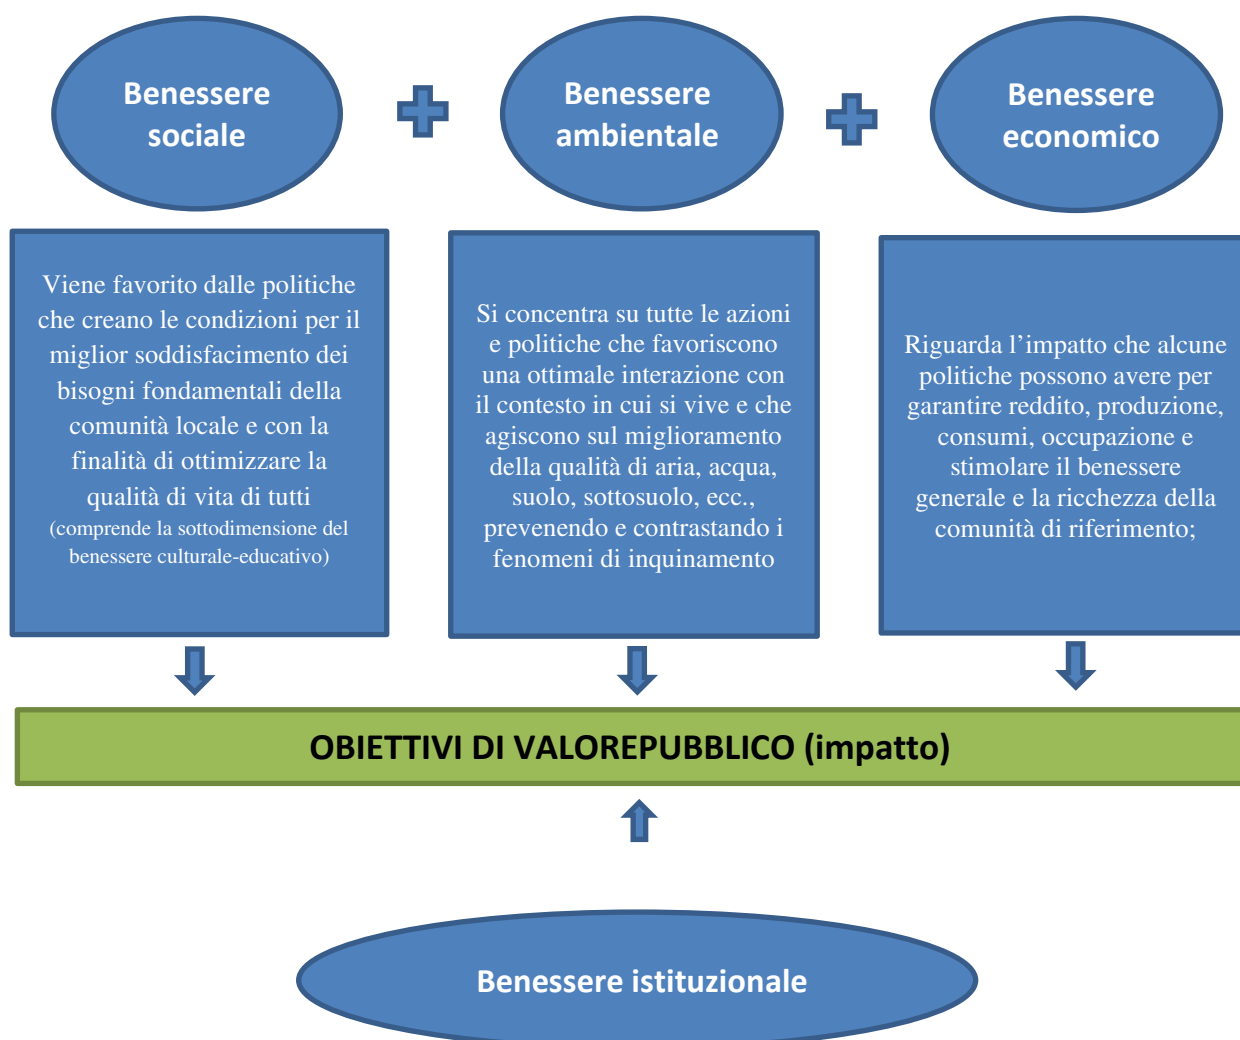 Benessere
sociale
Benessere
ambientale
Benessere
economico
Viene favorito dalle politiche
che creano le condizioni per il
miglior soddisfacimento dei
bisogni fondamentali della
comunità locale e con la
finalità di ottimizzare la
qualità di vita di tutti
(comprende la sottodimensione del
benessere culturale-educativo)
Si concentra su tutte le azioni
e politiche che favoriscono
una ottimale interazione con
il contesto in cui si vive e che
agiscono sul miglioramento
della qualità di aria, acqua,
suolo, sottosuolo, ecc.,
prevenendo e contrastando i
fenomeni di inquinamento
Riguarda l’impatto che alcune
politiche possono avere per
garantire reddito, produzione,
consumi, occupazione e
stimolare il benessere
generale e la ricchezza della
comunità di riferimento;
OBIETTIVI DI VALOREPUBBLICO (impatto)
Benessere istituzionale